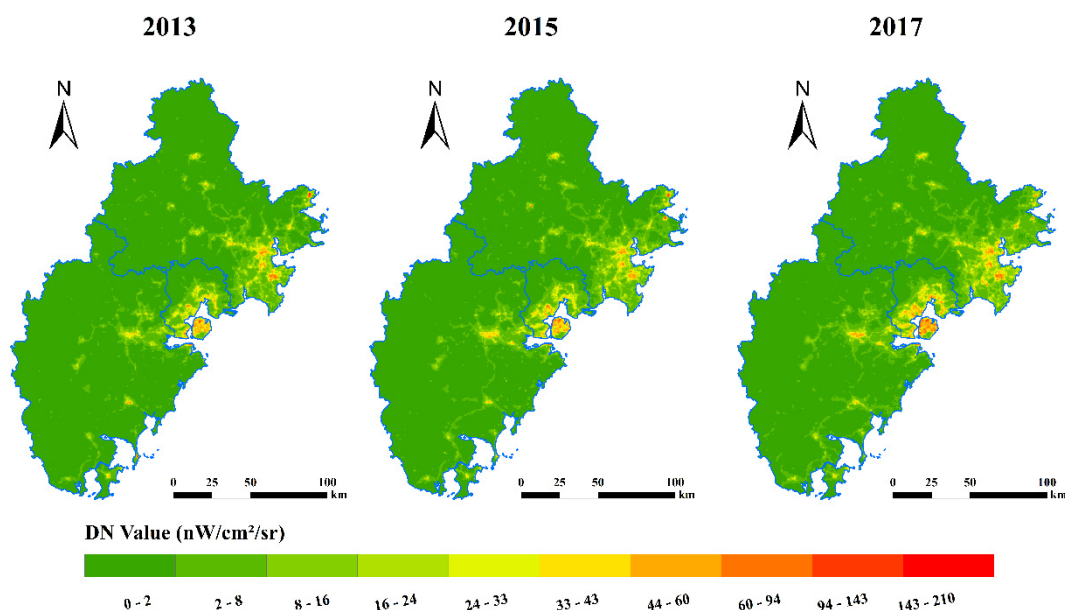 2013 2015 2017
N N N
0 25 50 100 0 25 50 100 0 25 50 100
km km km
DN Value (nW/cm²/sr)
0 - 2 2 - 8 8 - 16 16 - 24 24 - 33 33 - 43 44 - 60 60 - 94 94 - 143 143 - 210